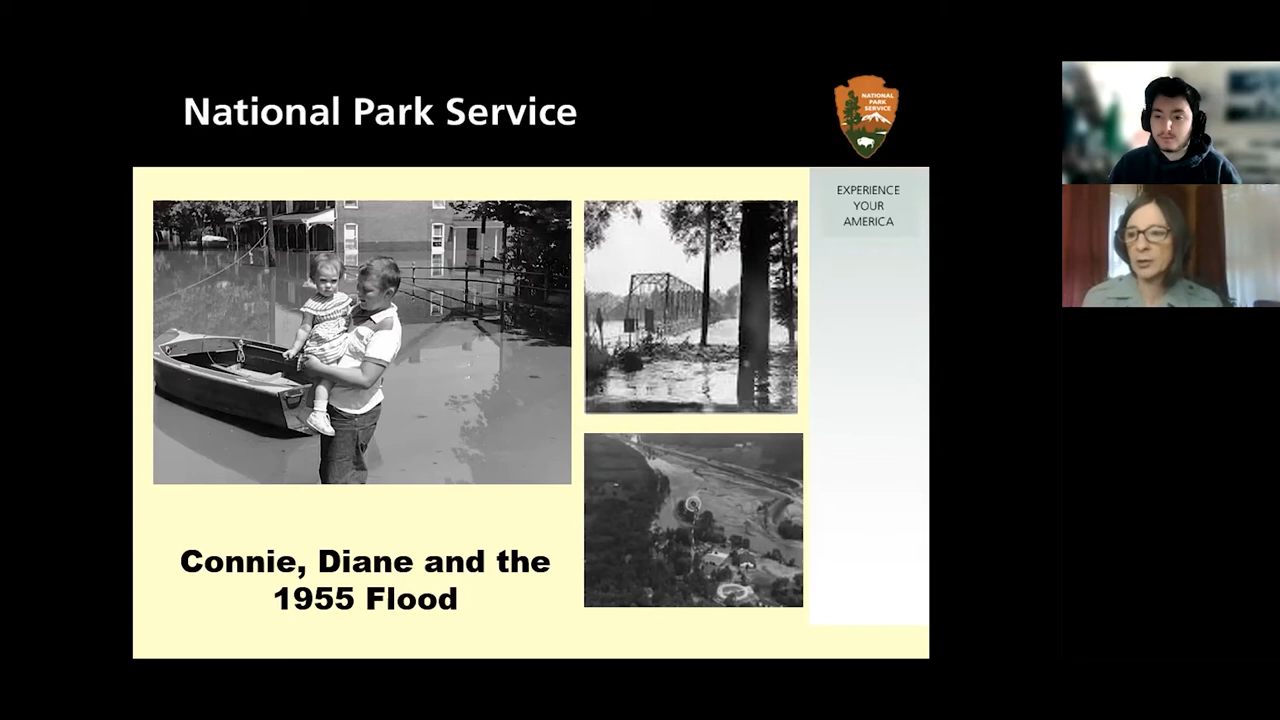 National Park Service
NATIONAL
PARK
SERVICE
EXPERIENCE
YOUR
AMERICA
Connie, Diane and the
1955 Flood